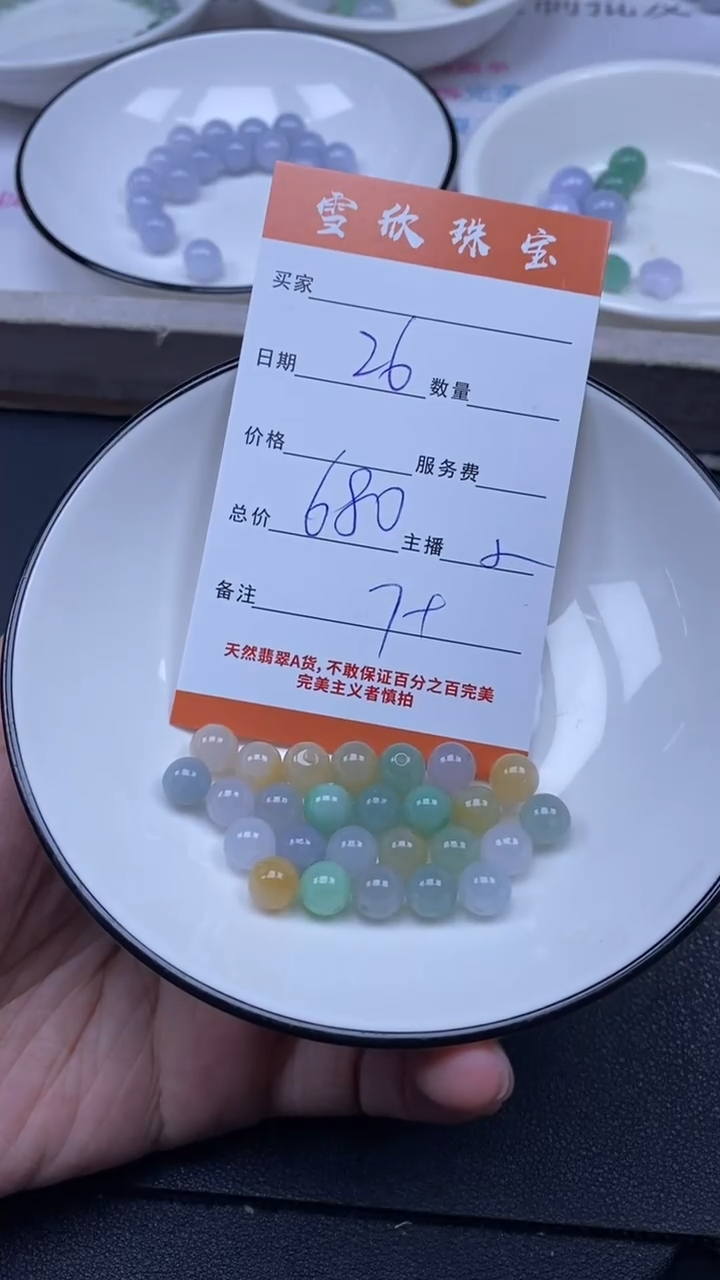 雪欣珠宝
买家
日期 26 数量
价格 服务费
总价 680 主播
备注 7+
天然翡翠A货，不敢保证百分之百完美
完美主义者慎拍